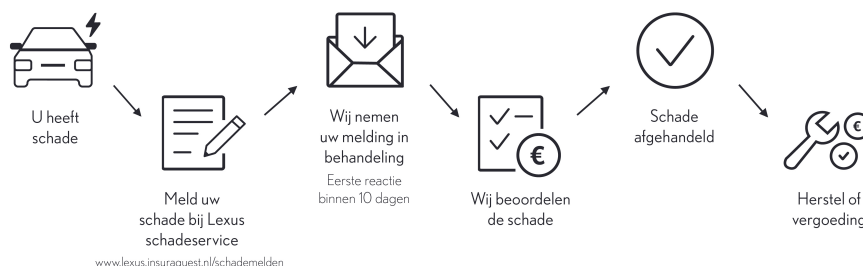 U heeft
schade
Meld uw
schade bij Lexus
schadeservice
www.lexus.insuraquest.nl/schademelden
Wij nemen
uw melding in
behandeling
Eerste reactie
binnen 10 dagen
€
Wij beoordelen
de schade
Schade
afgehandeld
€
Herstel of
vergoeding